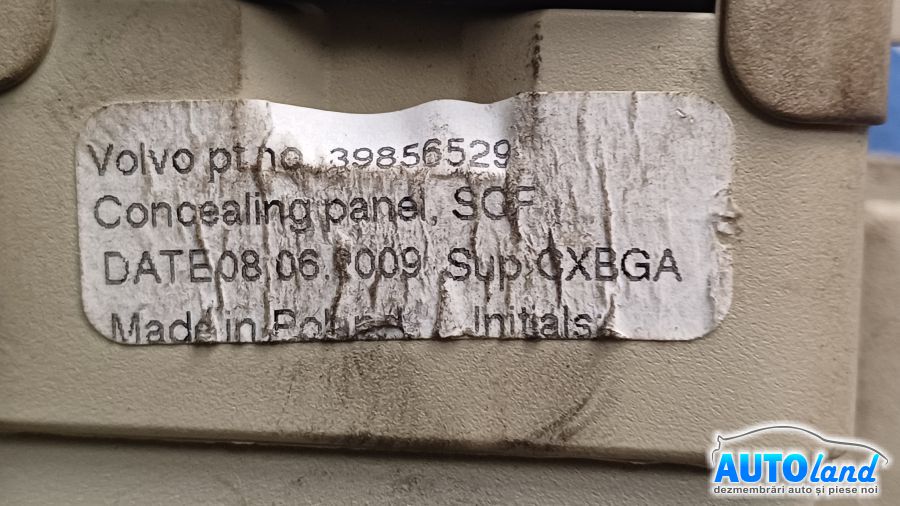 Volvo pt.no. 39856529
Concealing panel,
DATE08.06.2009 Sup CXBGA
Made in Poland Initials:
AUTOland
dezmembrări auto și piese noi